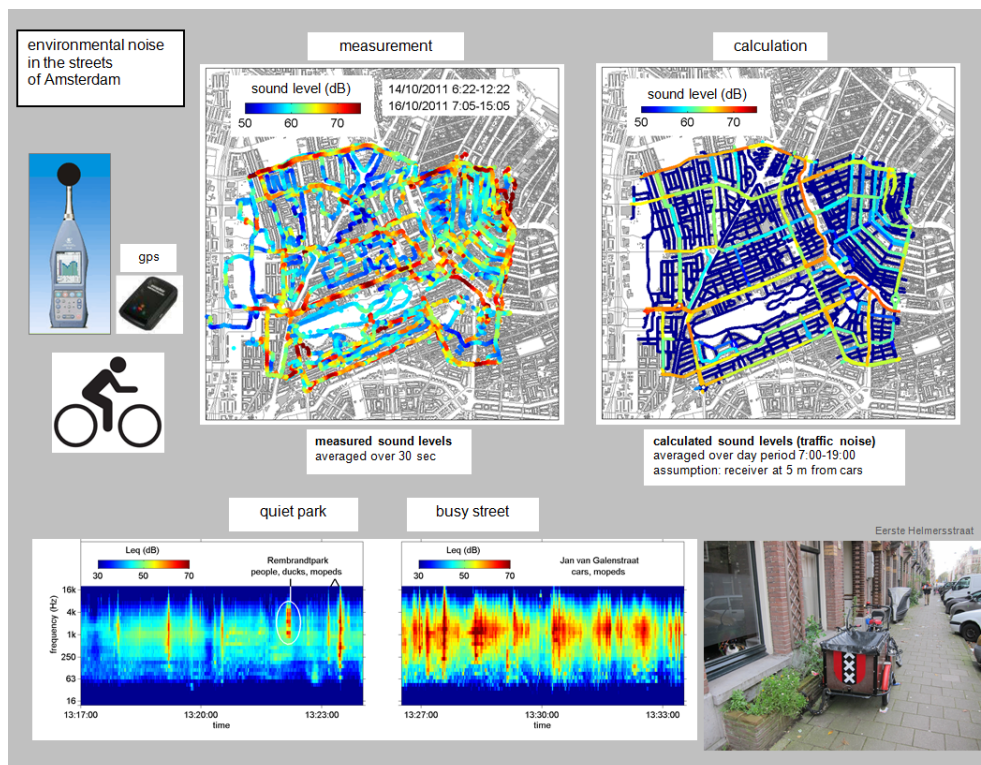 environmental noise
in the streets
of Amsterdam
measurement
calculation
sound level (dB)
50 60 70
14/10/2011 6:22-12:22
16/10/2011 7:05-15:05
sound level (dB)
50 60 70
gps
measured sound levels
averaged over 30 sec
calculated sound levels (traffic noise)
averaged over day period 7:00-19:00
assumption: receiver at 5 m from cars
quiet park
busy street
Eerste Helmersstraat
Leq (dB)
30 50 70
Rembrandtpark
people, ducks, mopeds
frequency (Hz)
16k
4k
1k
250
63
16
13:17:00 13:20:00 13:23:00
time
Leq (dB)
30 50 70
Jan van Galenstraat
cars, mopeds
13:27:00 13:30:00 13:33:00
time
XXX